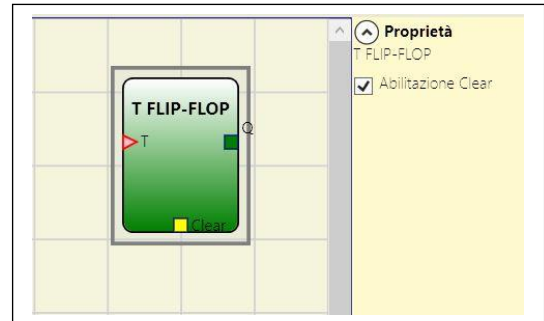 T FLIP-FLOP
T
Q
Clear
Proprietà
T FLIP-FLOP
Abilitazione Clear